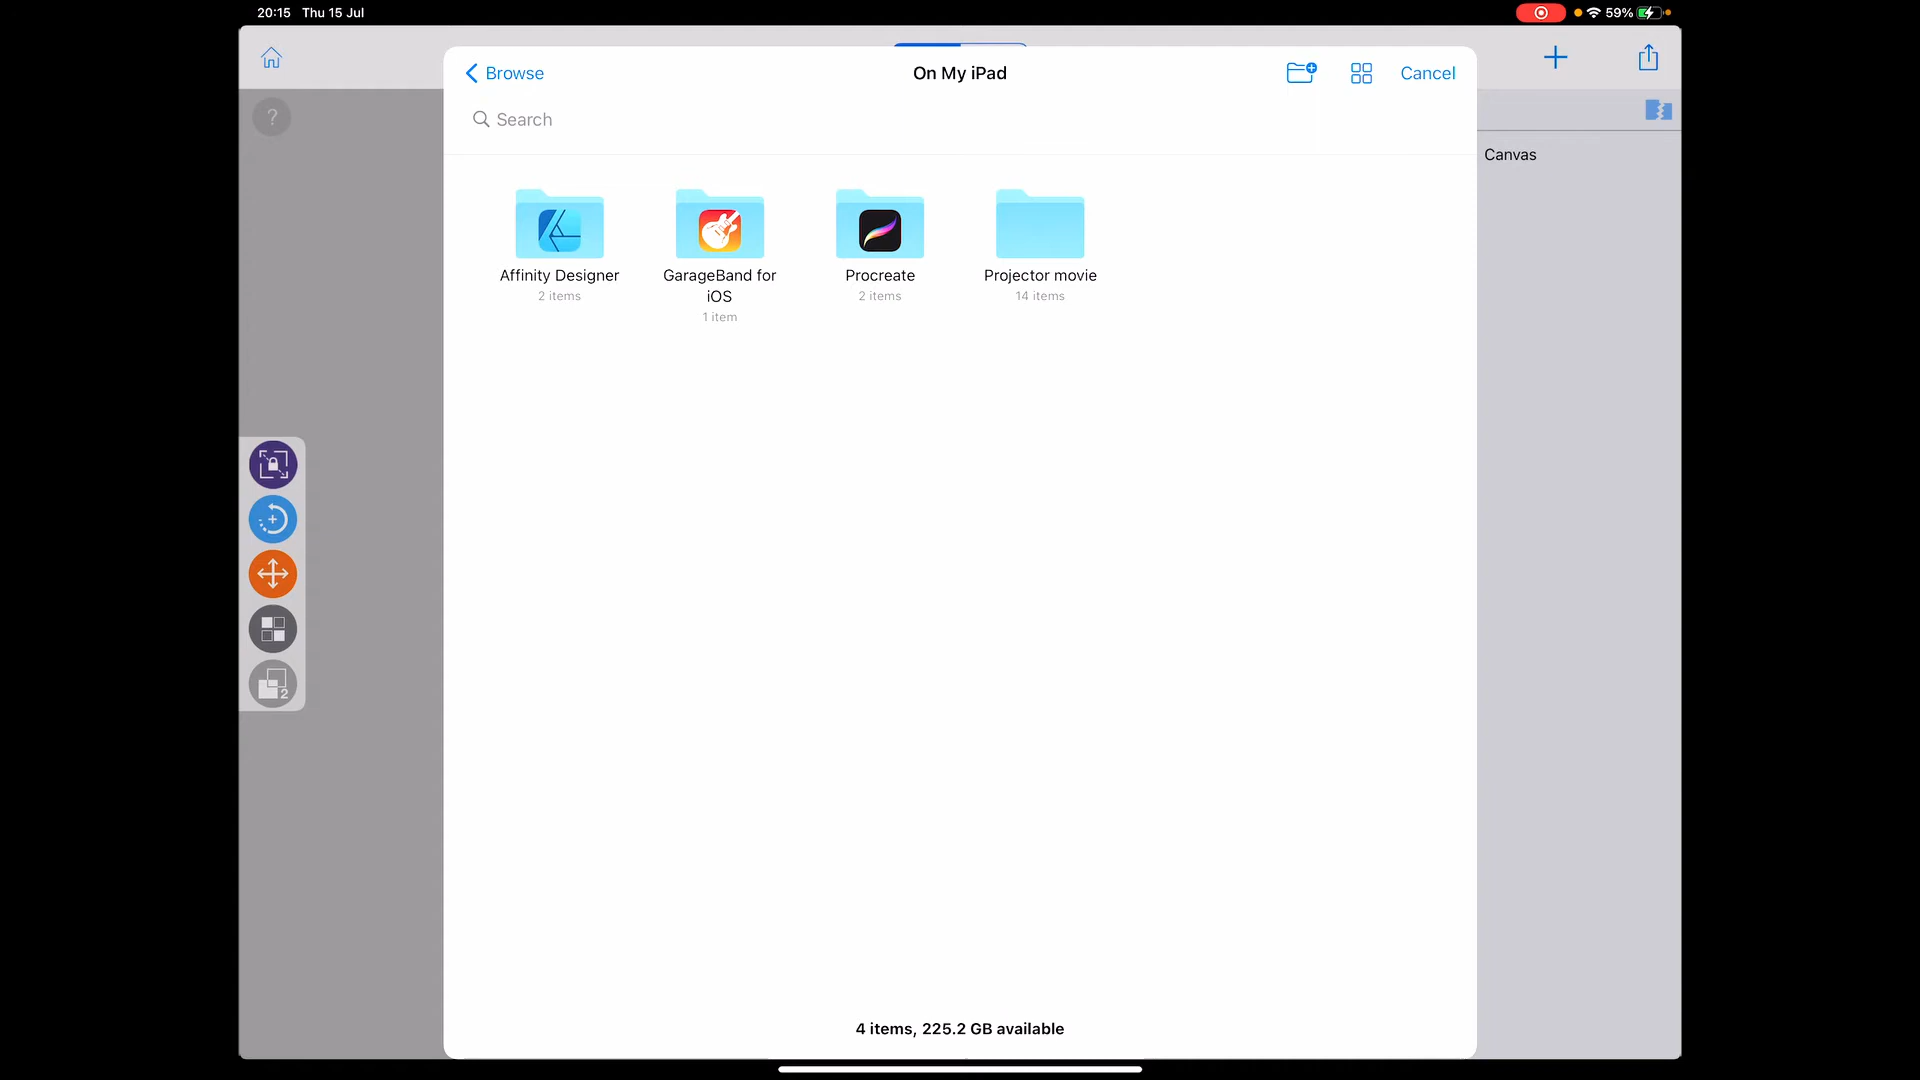 20:15 Thu 15 Jul
59%
Browse
On My iPad
Cancel
?
Search
Canvas
Affinity Designer
2 items
GarageBand for
iOS
1 item
Procreate
2 items
Projector movie
14 items
2
4 items, 225.2 GB available